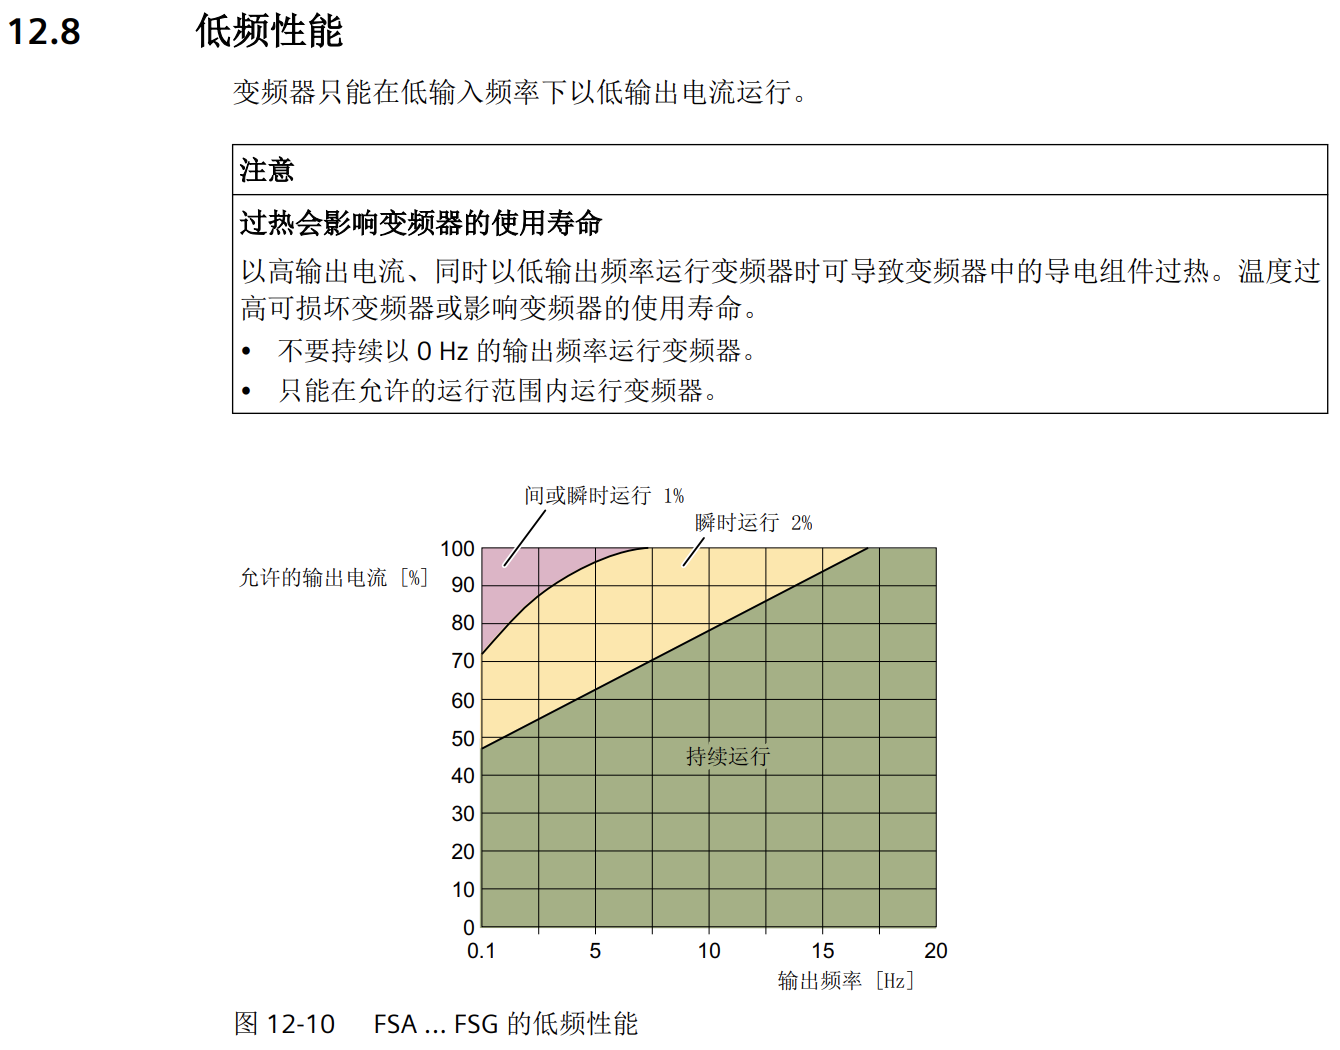 12.8 低频性能
变频器只能在低输入频率下以低输出电流运行。
注意
过热会影响变频器的使用寿命
以高输出电流、同时以低输出频率运行变频器时可导致变频器中的导电组件过热。温度过
高可损坏变频器或影响变频器的使用寿命。
• 不要持续以 0 Hz 的输出频率运行变频器。
• 只能在允许的运行范围内运行变频器。
间或瞬时运行 1%
瞬时运行 2%
允许的输出电流 [%]
100
90
80
70
60
50
40
30
20
10
0
持续运行
0.1 5 10 15 20
输出频率 [Hz]
图 12-10 FSA ... FSG 的低频性能